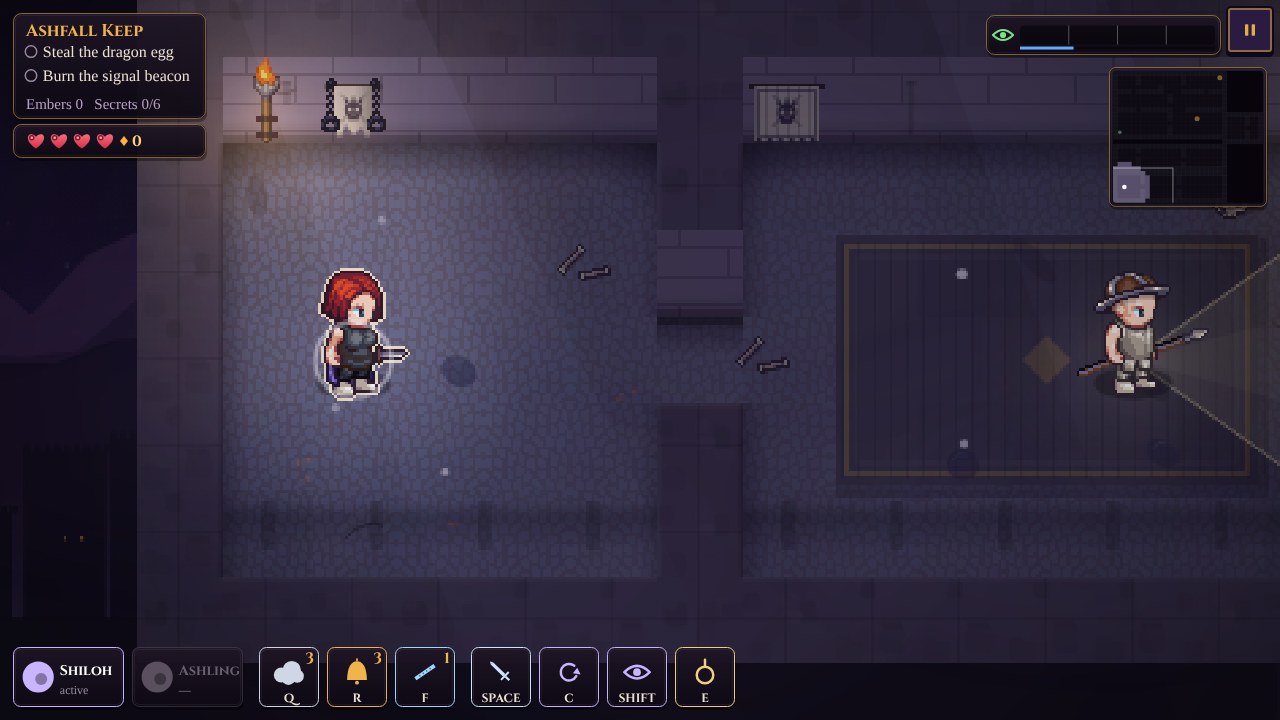 Ashfall Keep
Steal the dragon egg
Burn the signal beacon
Embers 0 Secrets 0/6
0
Shiloh
active
Ashling
—
3
Q
3
R
1
F
SPACE
C
SHIFT
E